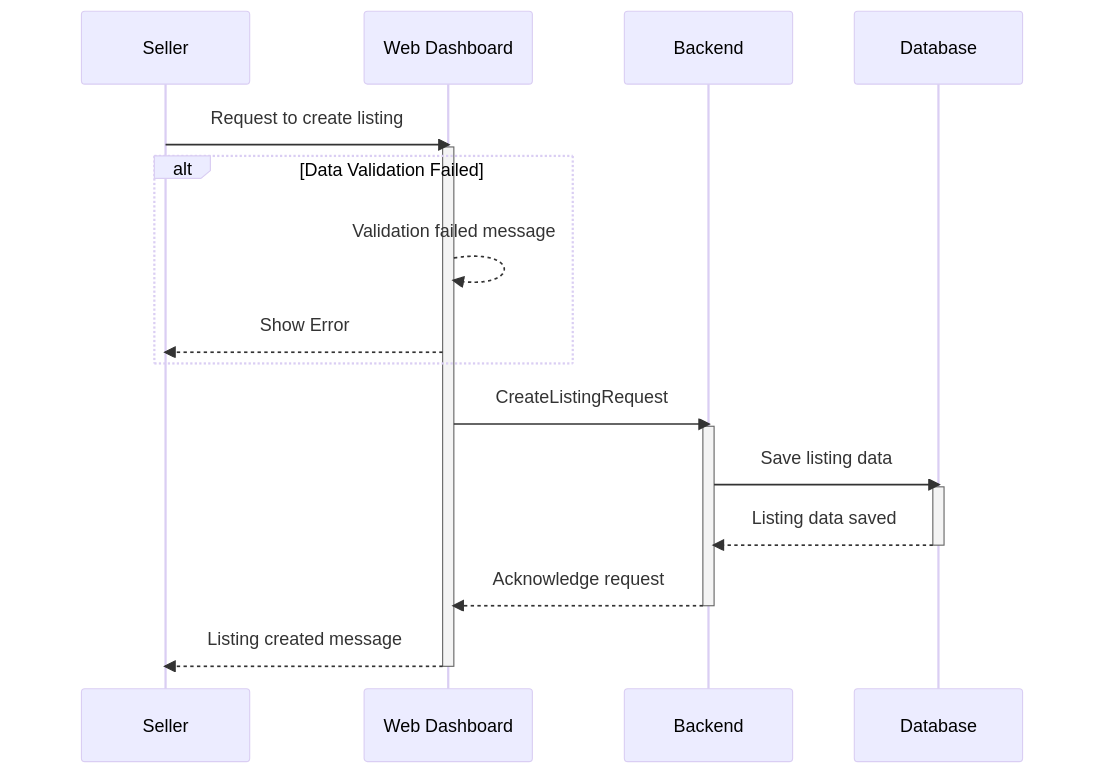 Seller
Web Dashboard
Backend
Database
Request to create listing
alt
[Data Validation Failed]
Validation failed message
Show Error
CreateListingRequest
Save listing data
Listing data saved
Acknowledge request
Listing created message
Seller
Web Dashboard
Backend
Database